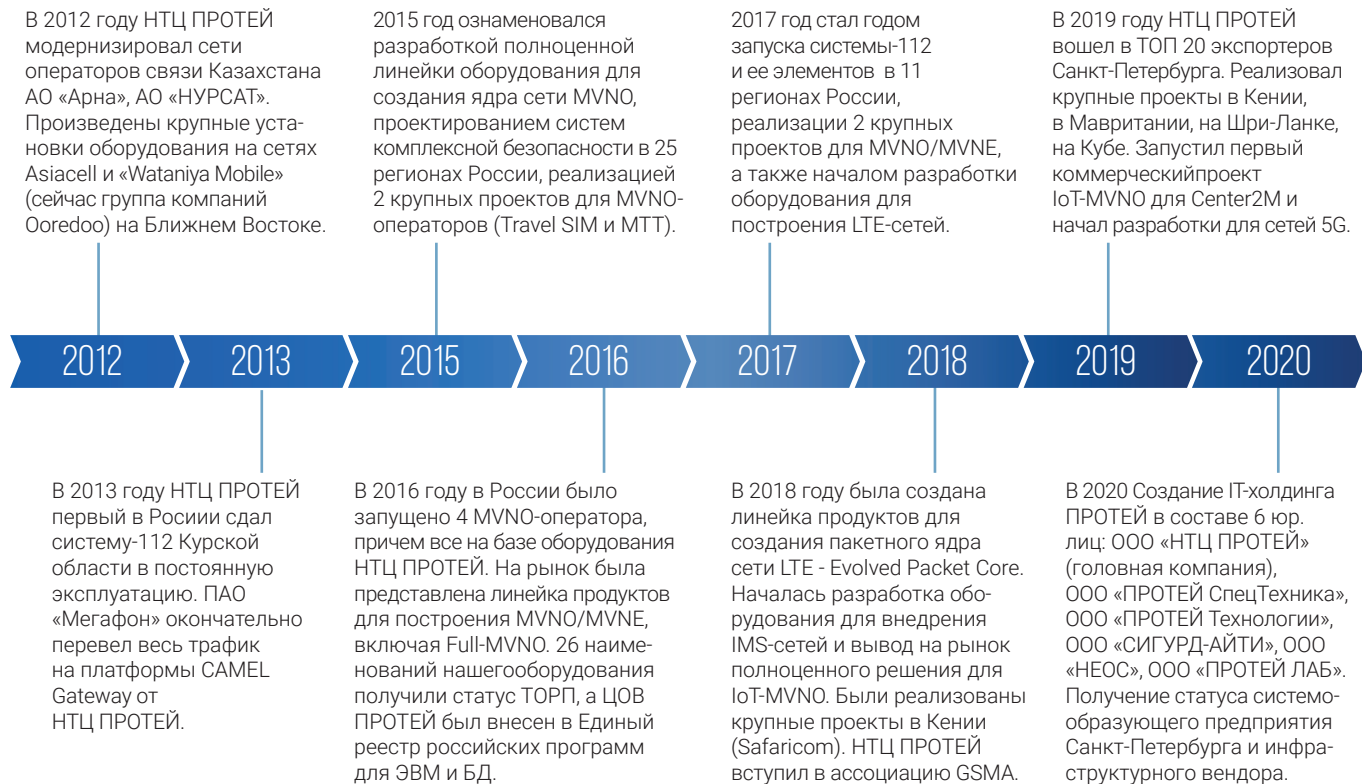 В 2012 году НТЦ ПРОТЕЙ
модернизировал сети
операторов связи Казахстана
АО «Арна», АО «НУРСАТ».
Произведены крупные уста-
новки оборудования на сетях
Asiacell и «Wataniya Mobile»
(сейчас группа компаний
Ooredoo) на Ближнем Востоке.
2015 год ознаменовался
разработкой полноценной
линейки оборудования для
создания ядра сети MVNO,
проектированием систем
комплексной безопасности в 25
регионах России, реализацией
2 крупных проектов для MVNO-
операторов (Travel SIM и МТТ).
2017 год стал годом
запуска системы-112
и ее элементов в 11
регионах России,
реализации 2 крупных
проектов для MVNO/MVNE,
а также началом разработки
оборудования для
построения LTE-сетей.
В 2019 году НТЦ ПРОТЕЙ
вошел в ТОП 20 экспортеров
Санкт-Петербурга. Реализовал
крупные проекты в Кении,
в Мавритании, на Шри-Ланке,
на Кубе. Запустил первый
коммерческийпроект
IoT-MVNO для Center2M и
начал разработки для сетей 5G.
2012
2013
2015
2016
2017
2018
2019
2020
В 2013 году НТЦ ПРОТЕЙ
первый в Росиии сдал
систему-112 Курской
области в постоянную
эксплуатацию. ПАО
«Мегафон» окончательно
перевел весь трафик
на платформы CAMEL
Gateway от
НТЦ ПРОТЕЙ.
В 2016 году в России было
запущено 4 MVNO-оператора,
причем все на базе оборудования
НТЦ ПРОТЕЙ. На рынок была
представлена линейка продуктов
для построения MVNO/MVNE,
включая Full-MVNO. 26 наиме-
нований нашегооборудования
получили статус ТОРП, а ЦОВ
ПРОТЕЙ был внесен в Единый
реестр российских программ
для ЭВМ и БД.
В 2018 году была создана
линейка продуктов для
создания пакетного ядра
сети LTE - Evolved Packet Core.
Началась разработка обо-
рудования для внедрения
IMS-сетей и вывод на рынок
полноценного решения для
IoT-MVNO. Были реализованы
крупные проекты в Кении
(Safaricom). НТЦ ПРОТЕЙ
вступил в ассоциацию GSMA.
В 2020 Создание IT-холдинга
ПРОТЕЙ в составе 6 юр.
лиц: ООО «НТЦ ПРОТЕЙ»
(головная компания),
ООО «ПРОТЕЙ СпецТехника»,
ООО «ПРОТЕЙ Технологии»,
ООО «СИГУРД-АЙТИ», ООО
«НЕОС», ООО «ПРОТЕЙ ЛАБ».
Получение статуса системо-
образующего предприятия
Санкт-Петербурга и инфра-
структурного вендора.